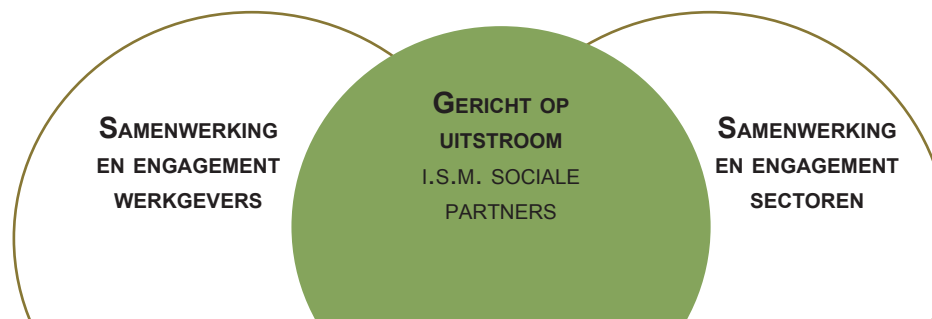 SAMENWERKING
EN ENGAGEMENT
WERKGEVERS
GERICHT OP
UITSTROOM
I.S.M. SOCIALE
PARTNERS
SAMENWERKING
EN ENGAGEMENT
SECTOREN